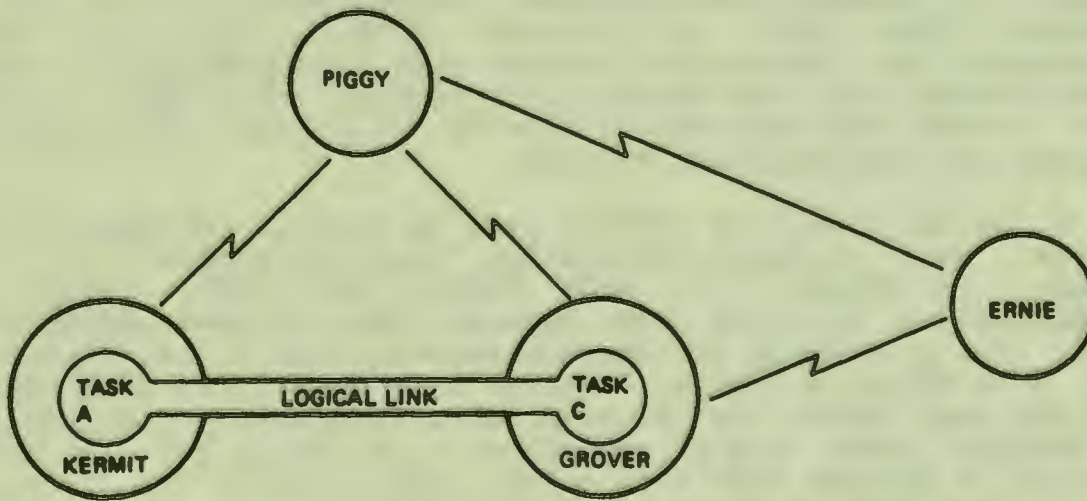 PIGGY
ERNIE
TASK
A
LOGICAL LINK
TASK
C
KERMIT
GROVER